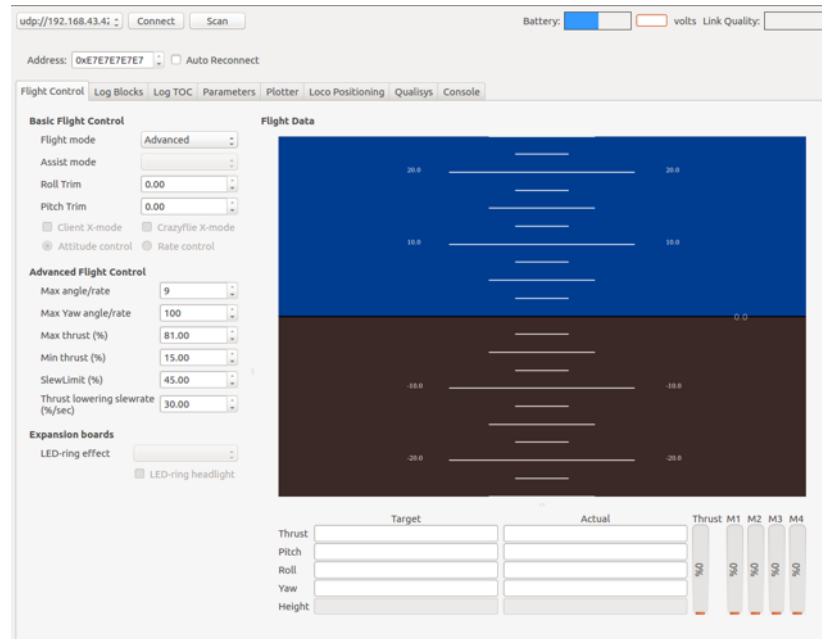 udp://192.168.43.42 Connect Scan Battery: volts Link Quality:
Address: 0xE7E7E7E7E7 Auto Reconnect
Flight Control Log Blocks Log TOC Parameters Plotter Loco Positioning Qualisys Console
Basic Flight Control
Flight mode Advanced
Assist mode
Roll Trim 0.00
Pitch Trim 0.00
Client X-mode Crazyflie X-mode
Attitude control Rate control
Advanced Flight Control
Max angle/rate 9
Max Yaw angle/rate 100
Max thrust (%) 81.00
Min thrust (%) 15.00
SlewLimit (%) 45.00
Thrust lowering slewrate
(%/sec) 30.00
Expansion boards
LED-ring effect
LED-ring headlight
Flight Data
20.0 20.0
10.0 10.0
0.0
-10.0 -10.0
-20.0 -20.0
Target Actual Thrust M1 M2 M3 M4
Thrust
Pitch
Roll
Yaw
Height
%0 %0 %0 %0 %0